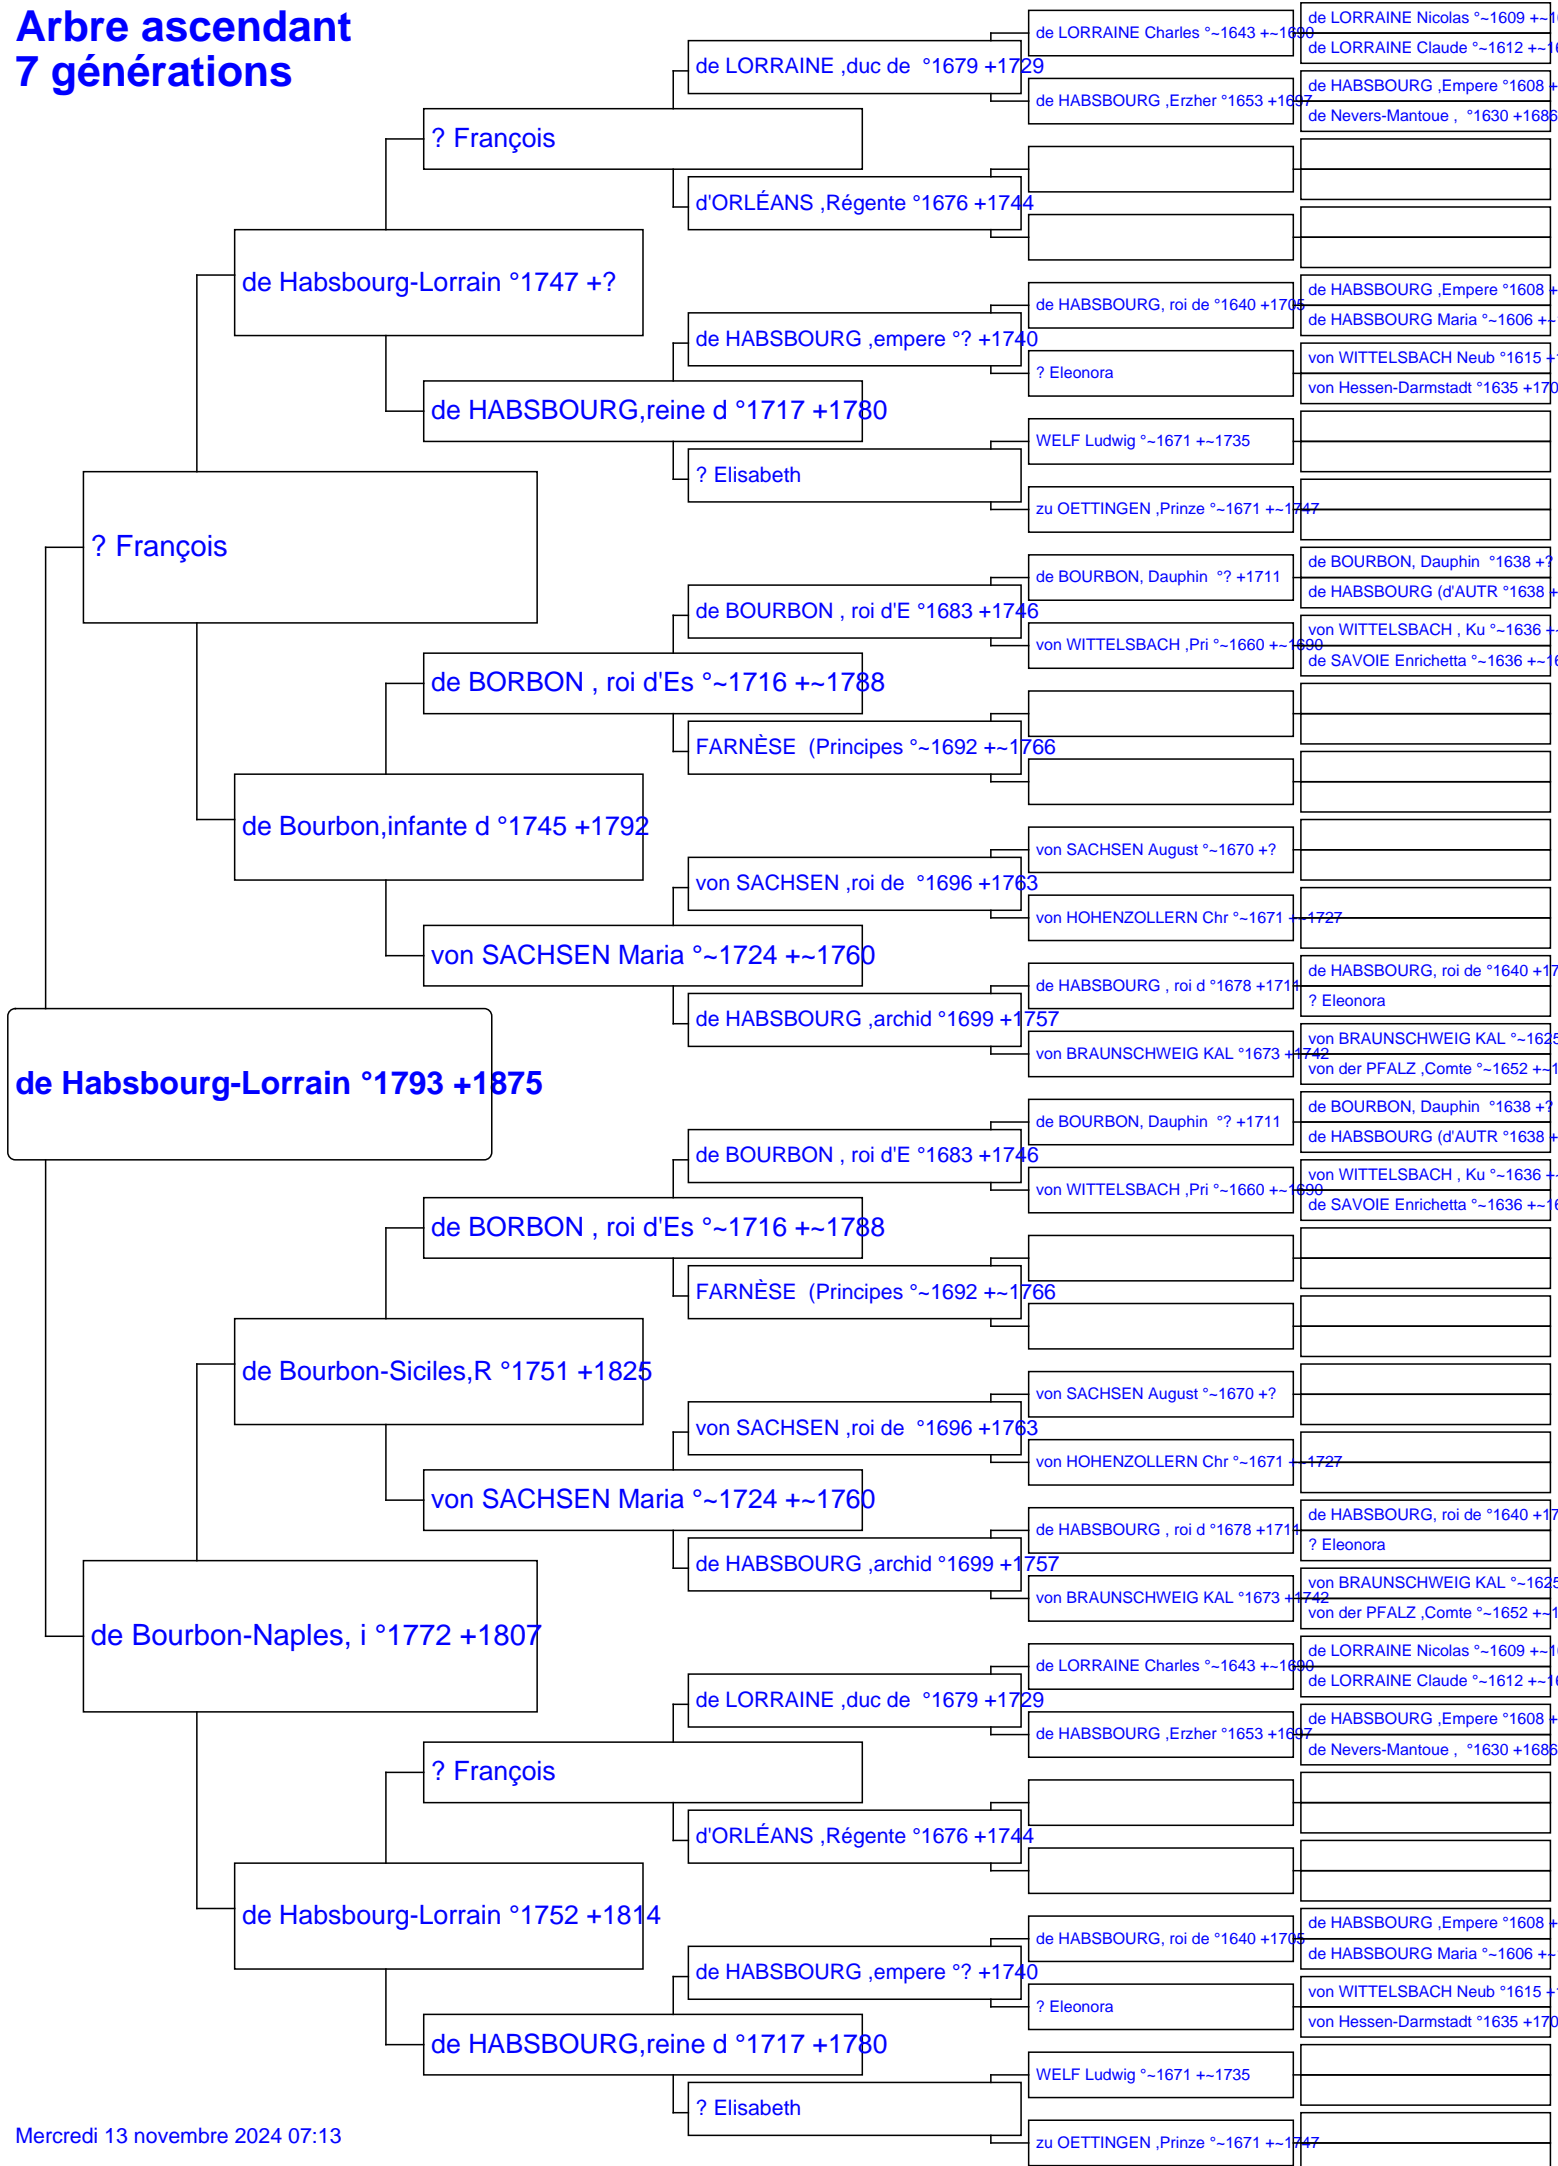 Arbre ascendant
7 générations
de LORRAINE Nicolas °~1609 +~1
de LORRAINE Charles °~1643 +~1690
de LORRAINE Claude °~1612 +~16
de LORRAINE ,duc de  °1679 +1729
de HABSBOURG ,Empere °1608 +
de HABSBOURG ,Erzher °1653 +1697
de Nevers-Mantoue ,  °1630 +1686
? François
d'ORLÉANS ,Régente °1676 +1744
de Habsbourg-Lorrain °1747 +?
de HABSBOURG ,Empere °1608 +
de HABSBOURG, roi de °1640 +1705
de HABSBOURG Maria °~1606 +~
de HABSBOURG ,empere °? +1740
von WITTELSBACH Neub °1615 +
? Eleonora
von Hessen-Darmstadt °1635 +170
de HABSBOURG,reine d °1717 +1780
WELF Ludwig °~1671 +~1735
? Elisabeth
zu OETTINGEN ,Prinze °~1671 +~1747
? François
de BOURBON, Dauphin  °1638 +?
de BOURBON, Dauphin  °? +1711
de HABSBOURG (d'AUTR °1638 +
de BOURBON , roi d'E °1683 +1746
von WITTELSBACH , Ku °~1636 +~
von WITTELSBACH ,Pri °~1660 +~1690
de SAVOIE Enrichetta °~1636 +~16
de BORBON , roi d'Es °~1716 +~1788
FARNÈSE  (Principes °~1692 +~1766
de Bourbon,infante d °1745 +1792
von SACHSEN August °~1670 +?
von SACHSEN ,roi de  °1696 +1763
von HOHENZOLLERN Chr °~1671 +~1727
von SACHSEN Maria °~1724 +~1760
de HABSBOURG, roi de °1640 +17
de HABSBOURG , roi d °1678 +1711
? Eleonora
de HABSBOURG ,archid °1699 +1757
von BRAUNSCHWEIG KAL °~1625
von BRAUNSCHWEIG KAL °1673 +1742
von der PFALZ ,Comte °~1652 +~1
de Habsbourg-Lorrain °1793 +1875
de BOURBON, Dauphin  °1638 +?
de BOURBON, Dauphin  °? +1711
de HABSBOURG (d'AUTR °1638 +
de BOURBON , roi d'E °1683 +1746
von WITTELSBACH , Ku °~1636 +~
von WITTELSBACH ,Pri °~1660 +~1690
de SAVOIE Enrichetta °~1636 +~16
de BORBON , roi d'Es °~1716 +~1788
FARNÈSE  (Principes °~1692 +~1766
de Bourbon-Siciles,R °1751 +1825
von SACHSEN August °~1670 +?
von SACHSEN ,roi de  °1696 +1763
von HOHENZOLLERN Chr °~1671 +~1727
von SACHSEN Maria °~1724 +~1760
de HABSBOURG, roi de °1640 +17
de HABSBOURG , roi d °1678 +1711
? Eleonora
de HABSBOURG ,archid °1699 +1757
von BRAUNSCHWEIG KAL °~1625
von BRAUNSCHWEIG KAL °1673 +1742
von der PFALZ ,Comte °~1652 +~1
de Bourbon-Naples, i °1772 +1807
de LORRAINE Nicolas °~1609 +~1
de LORRAINE Charles °~1643 +~1690
de LORRAINE Claude °~1612 +~16
de LORRAINE ,duc de  °1679 +1729
de HABSBOURG ,Empere °1608 +
de HABSBOURG ,Erzher °1653 +1697
de Nevers-Mantoue ,  °1630 +1686
? François
d'ORLÉANS ,Régente °1676 +1744
de Habsbourg-Lorrain °1752 +1814
de HABSBOURG ,Empere °1608 +
de HABSBOURG, roi de °1640 +1705
de HABSBOURG Maria °~1606 +~
de HABSBOURG ,empere °? +1740
von WITTELSBACH Neub °1615 +
? Eleonora
von Hessen-Darmstadt °1635 +170
de HABSBOURG,reine d °1717 +1780
WELF Ludwig °~1671 +~1735
? Elisabeth
zu OETTINGEN ,Prinze °~1671 +~1747
Mercredi 13 novembre 2024 07:13